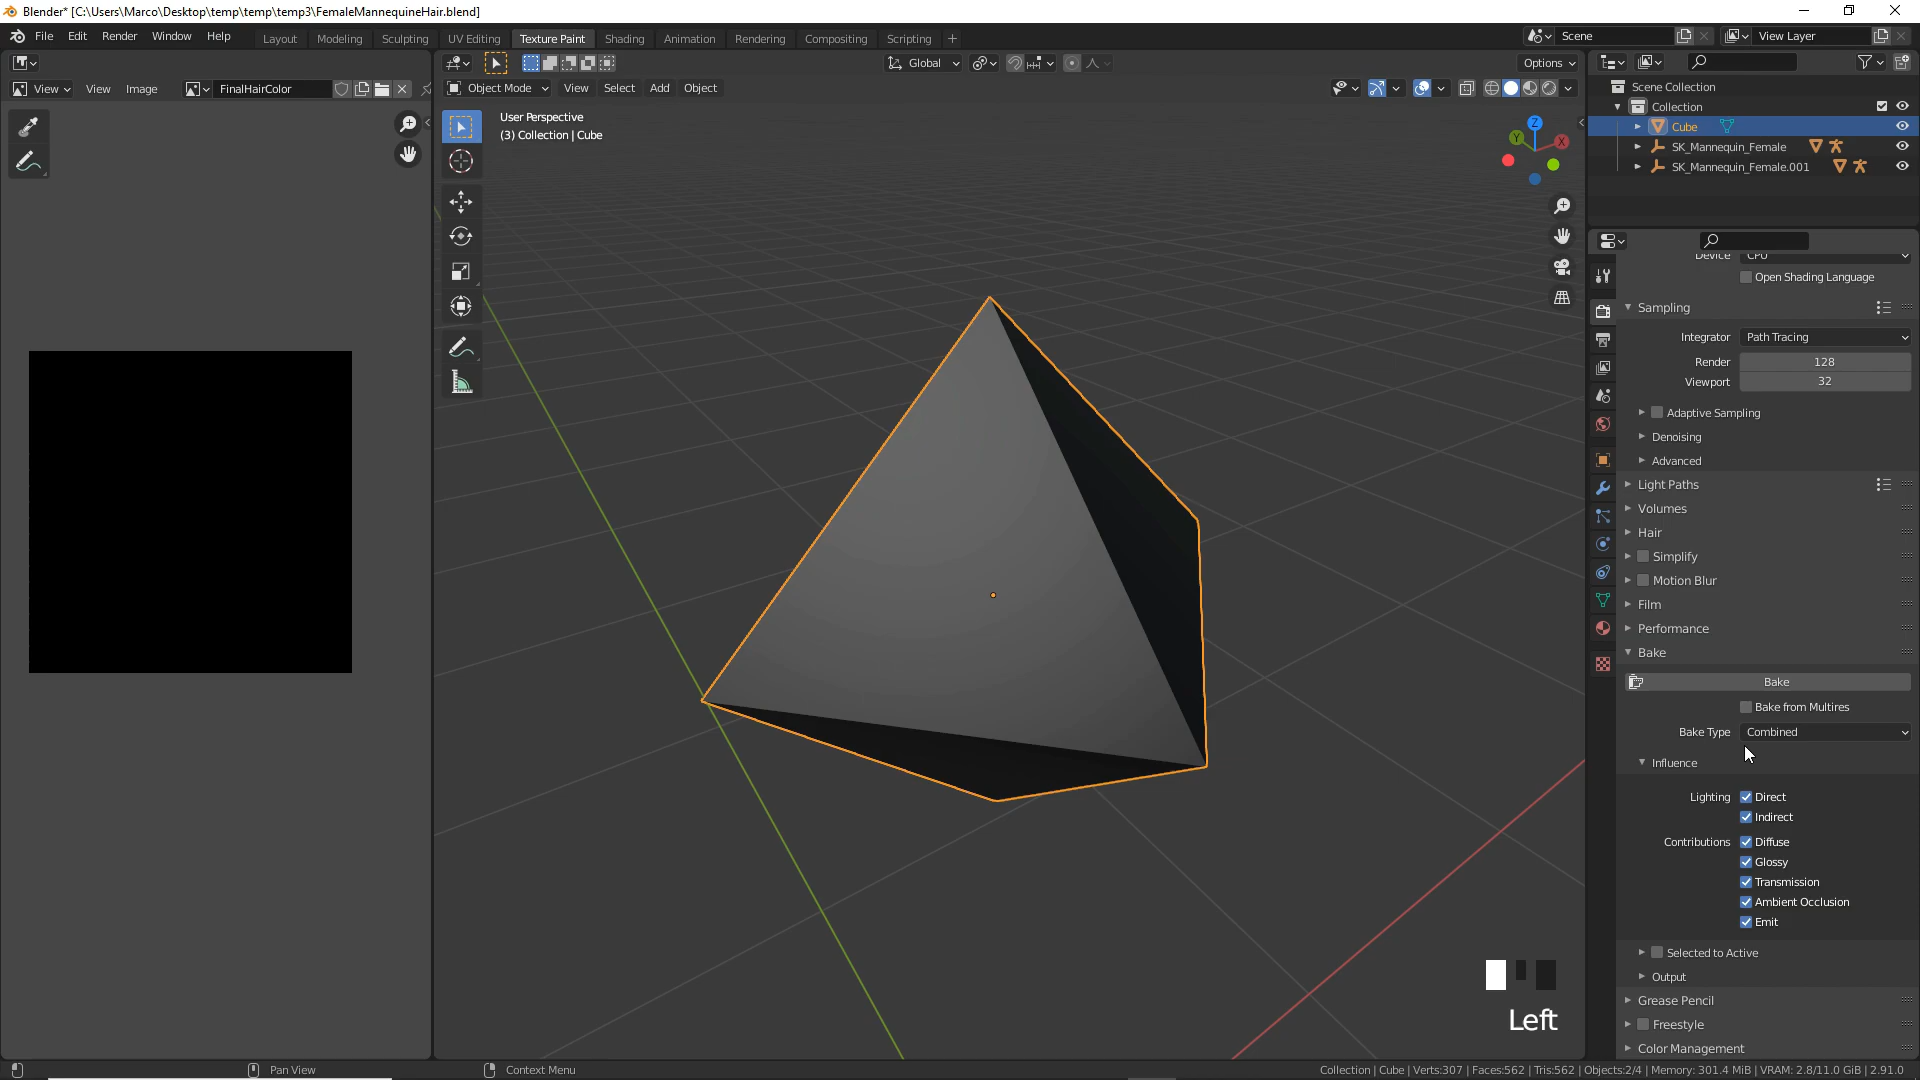 Blender* [C:\Users\Marco\Desktop\temp\temp\temp3\FemaleMannequineHair.blend]
File Edit Render Window Help Layout Modeling Sculpting UV Editing Texture Paint Shading Animation Rendering Compositing Scripting + Scene View Layer
Global Options
View View Image FinalHairColor Object Mode View Select Add Object
User Perspective
(3) Collection | Cube
Z
Y
X
Scene Collection
Collection
Cube
SK_Mannequin_Female
SK_Mannequin_Female.001
Device CPU
Open Shading Language
Sampling
Integrator Path Tracing
Render 128
Viewport 32
Adaptive Sampling
Denoising
Advanced
Light Paths
Volumes
Hair
Simplify
Motion Blur
Film
Performance
Bake
Bake
Bake from Multires
Bake Type Combined
Influence
Lighting Direct
Indirect
Contributions Diffuse
Glossy
Transmission
Ambient Occlusion
Emit
Selected to Active
Output
Grease Pencil
Freestyle
Color Management
Left
Pan View Context Menu Collection | Cube | Verts:307 | Faces:562 | Tris:562 | Objects:2/4 | Memory: 301.4 MiB | VRAM: 2.8/11.0 GiB | 2.91.0